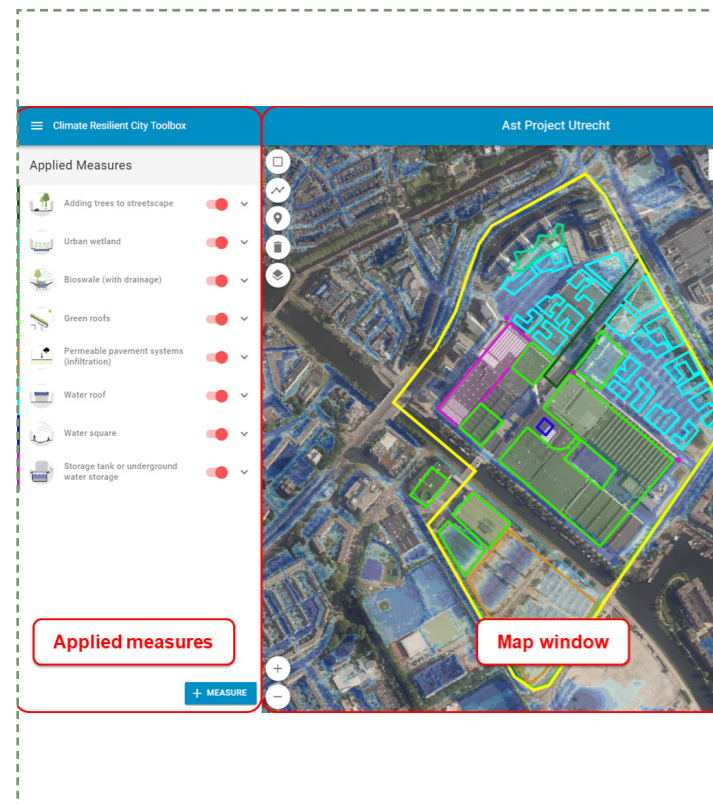 Climate Resilient City Toolbox
Ast Project Utrecht
Applied Measures
Adding trees to streetscape
Urban wetland
Bioswale (with drainage)
Green roofs
Permeable pavement systems
(infiltration)
Water roof
Water square
Storage tank or underground
water storage
Applied measures
Map window
+ MEASURE